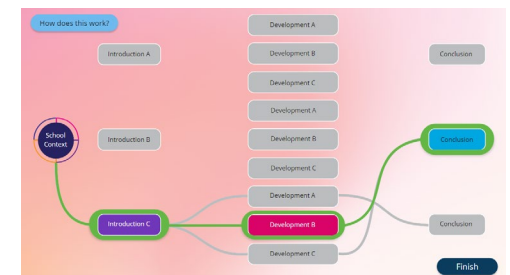 How does this work?
Development A
Introduction A
Development B
Conclusion
Development C
Development A
School
Context
Introduction B
Development B
Conclusion
Development C
Development A
Introduction C
Development B
Conclusion
Development C
Finish